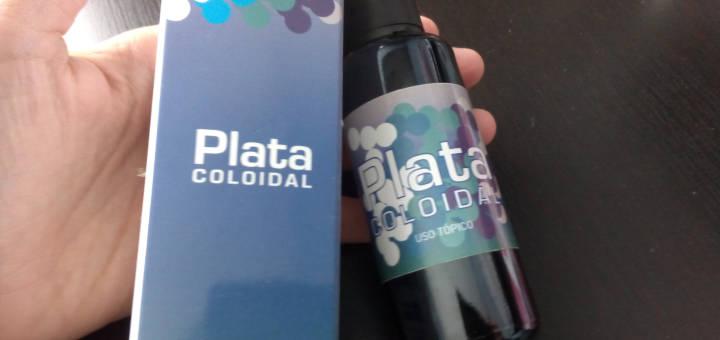 Plata
COLOIDAL
Plata
COLOIDAL
USO TÓPICO